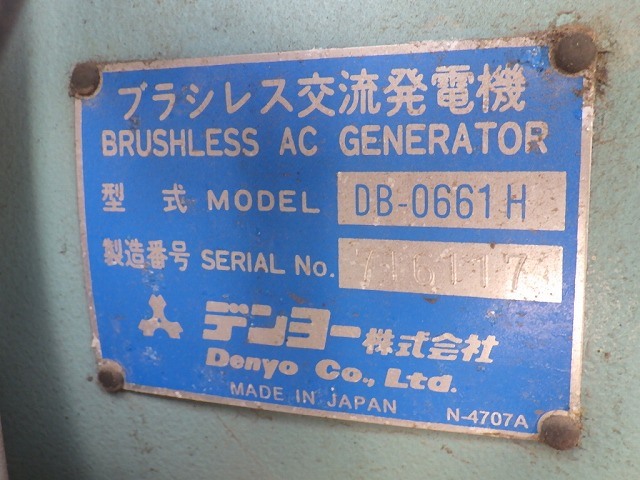 ブラシレス交流発電機
BRUSHLESS AC GENERATOR
型式 MODEL DB-0661H
製造番号 SERIAL No. 716117
デンヨー株式会社
Denyo Co., Ltd.
MADE IN JAPAN
N-4707A